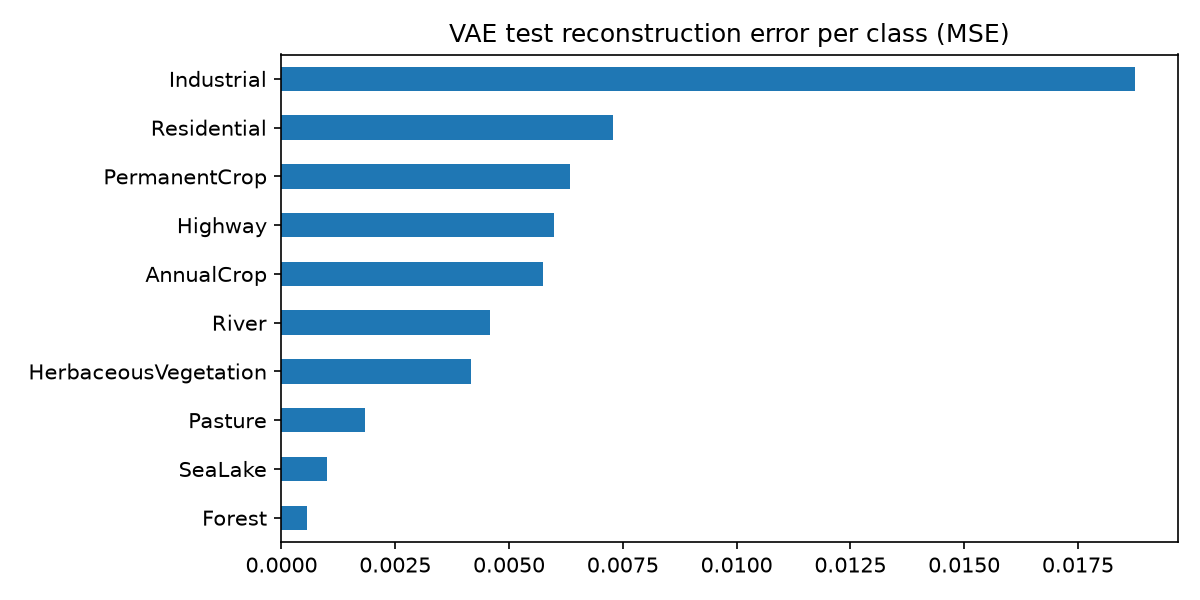 VAE test reconstruction error per class (MSE)
Industrial
Residential
PermanentCrop
Highway
AnnualCrop
River
HerbaceousVegetation
Pasture
SeaLake
Forest
0.0000 0.0025 0.0050 0.0075 0.0100 0.0125 0.0150 0.0175